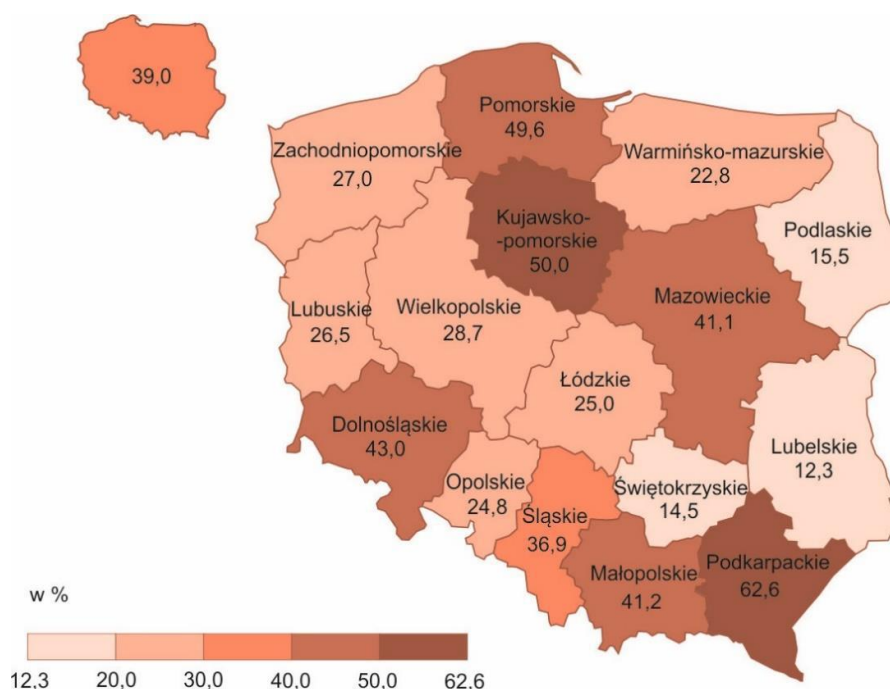 39,0
Pomorskie
49,6
Zachodniopomorskie
27,0
Warmińsko-mazurskie
22,8
Kujawsko-
-pomorskie
50,0
Podlaskie
15,5
Lubuskie
26,5
Wielkopolskie
28,7
Mazowieckie
41,1
Łódzkie
25,0
Dolnośląskie
43,0
Lubelskie
12,3
Opolskie
24,8
Śląskie
36,9
Świętokrzyskie
14,5
Małopolskie
41,2
Podkarpackie
62,6
w %
12,3 20,0 30,0 40,0 50,0 62,6